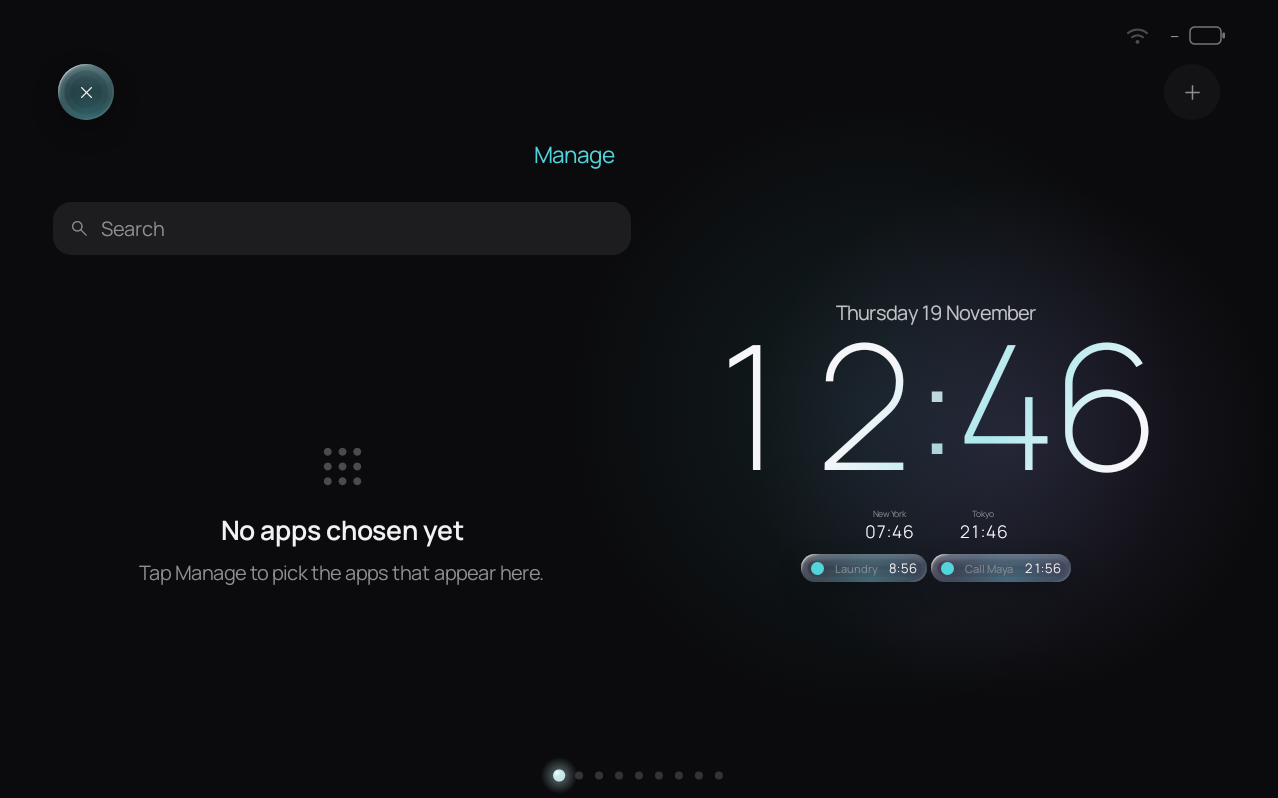 Manage
Search
No apps chosen yet
Tap Manage to pick the apps that appear here.
Thursday 19 November
12:46
New York
07:46
Tokyo
21:46
Laundry 8:56
Call Maya 21:56